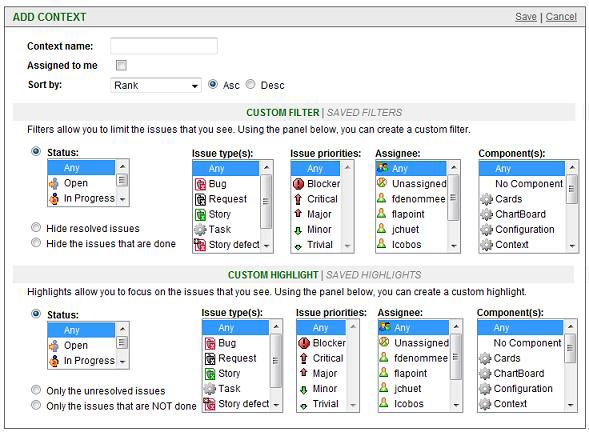 ADD CONTEXT Save | Cancel
Context name:
Assigned to me
Sort by: Rank Asc Desc
CUSTOM FILTER | SAVED FILTERS
Filters allow you to limit the issues that you see. Using the panel below, you can create a custom filter.
Status: Issue type(s): Issue priorities: Assignee: Component(s):
Any Any Any Any Any
Open Bug Blocker Unassigned No Component
In Progress Request Critical fdenommee Cards
Story Major flapoint ChartBoard
Hide resolved issues Task Minor jchuet Configuration
Hide the issues that are done Story defect Trivial lcobos Context
CUSTOM HIGHLIGHT | SAVED HIGHLIGHTS
Highlights allow you to focus on the issues that you see. Using the panel below, you can create a custom highlight.
Status: Issue type(s): Issue priorities: Assignee: Component(s):
Any Any Any Any Any
Open Bug Blocker Unassigned No Component
In Progress Request Critical fdenommee Cards
Story Major flapoint ChartBoard
Only the unresolved issues Task Minor jchuet Configuration
Only the issues that are NOT done Story defect Trivial lcobos Context